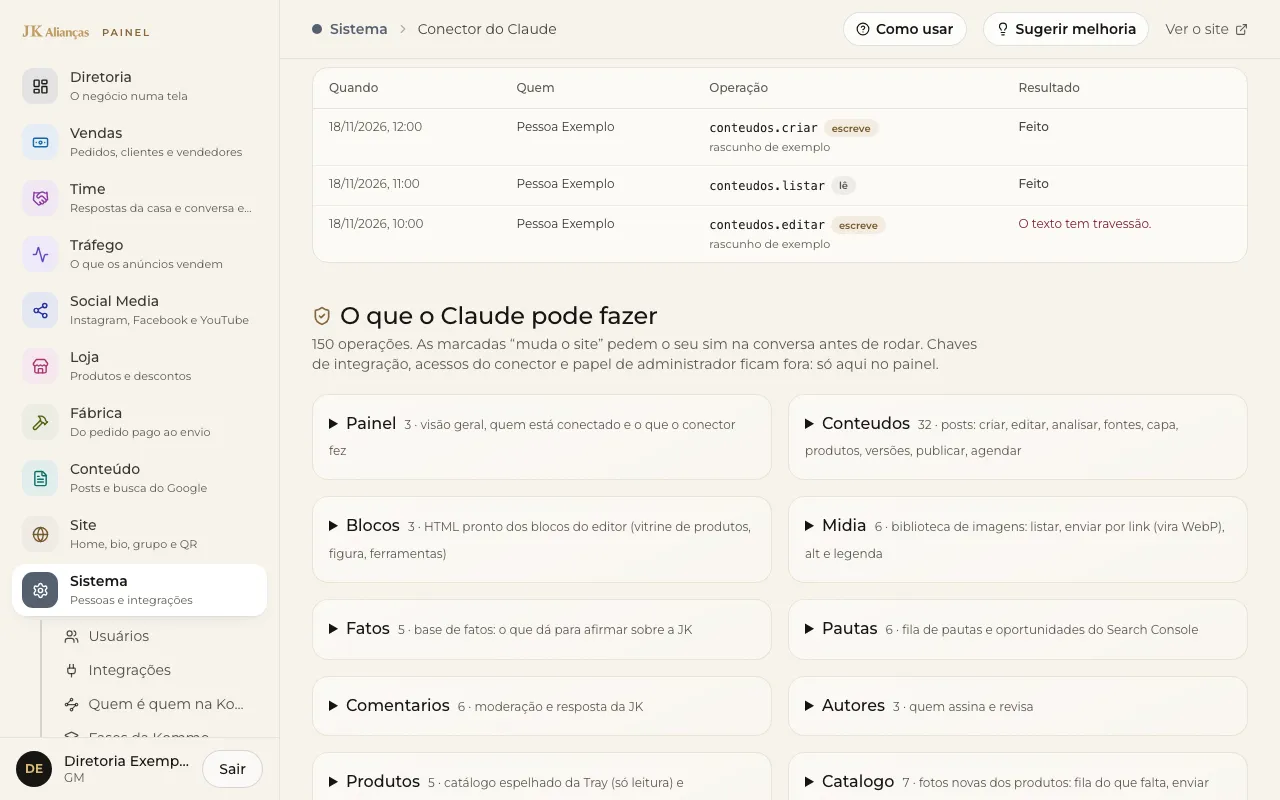 JK Alianças PAINEL
Diretoria
O negócio numa tela
Vendas
Pedidos, clientes e vendedores
Time
Respostas da casa e conversa e...
Tráfego
O que os anúncios vendem
Social Media
Instagram, Facebook e YouTube
Loja
Produtos e descontos
Fábrica
Do pedido pago ao envio
Conteúdo
Posts e busca do Google
Site
Home, bio, grupo e QR
Sistema
Pessoas e integrações
Usuários
Integrações
Quem é quem na Ko...
Fases da Kommo
DE
Diretoria Exemp...
GM
Sair
Sistema > Conector do Claude
Como usar
Sugerir melhoria
Ver o site
Quando Quem Operação Resultado
18/11/2026, 12:00 Pessoa Exemplo conteudos.criar escreve Feito
rascunho de exemplo
18/11/2026, 11:00 Pessoa Exemplo conteudos.listar lê Feito
18/11/2026, 10:00 Pessoa Exemplo conteudos.editar escreve O texto tem travessão.
rascunho de exemplo
O que o Claude pode fazer
150 operações. As marcadas “muda o site” pedem o seu sim na conversa antes de rodar. Chaves
de integração, acessos do conector e papel de administrador ficam fora: só aqui no painel.
Painel 3 · visão geral, quem está conectado e o que o conector
fez
Conteudos 32 · posts: criar, editar, analisar, fontes, capa,
produtos, versões, publicar, agendar
Blocos 3 · HTML pronto dos blocos do editor (vitrine de produtos,
figura, ferramentas)
Midia 6 · biblioteca de imagens: listar, enviar por link (vira WebP),
alt e legenda
Fatos 5 · base de fatos: o que dá para afirmar sobre a JK
Pautas 6 · fila de pautas e oportunidades do Search Console
Comentarios 6 · moderação e resposta da JK
Autores 3 · quem assina e revisa
Produtos 5 · catálogo espelhado da Tray (só leitura) e
Catalogo 7 · fotos novas dos produtos: fila do que falta, enviar